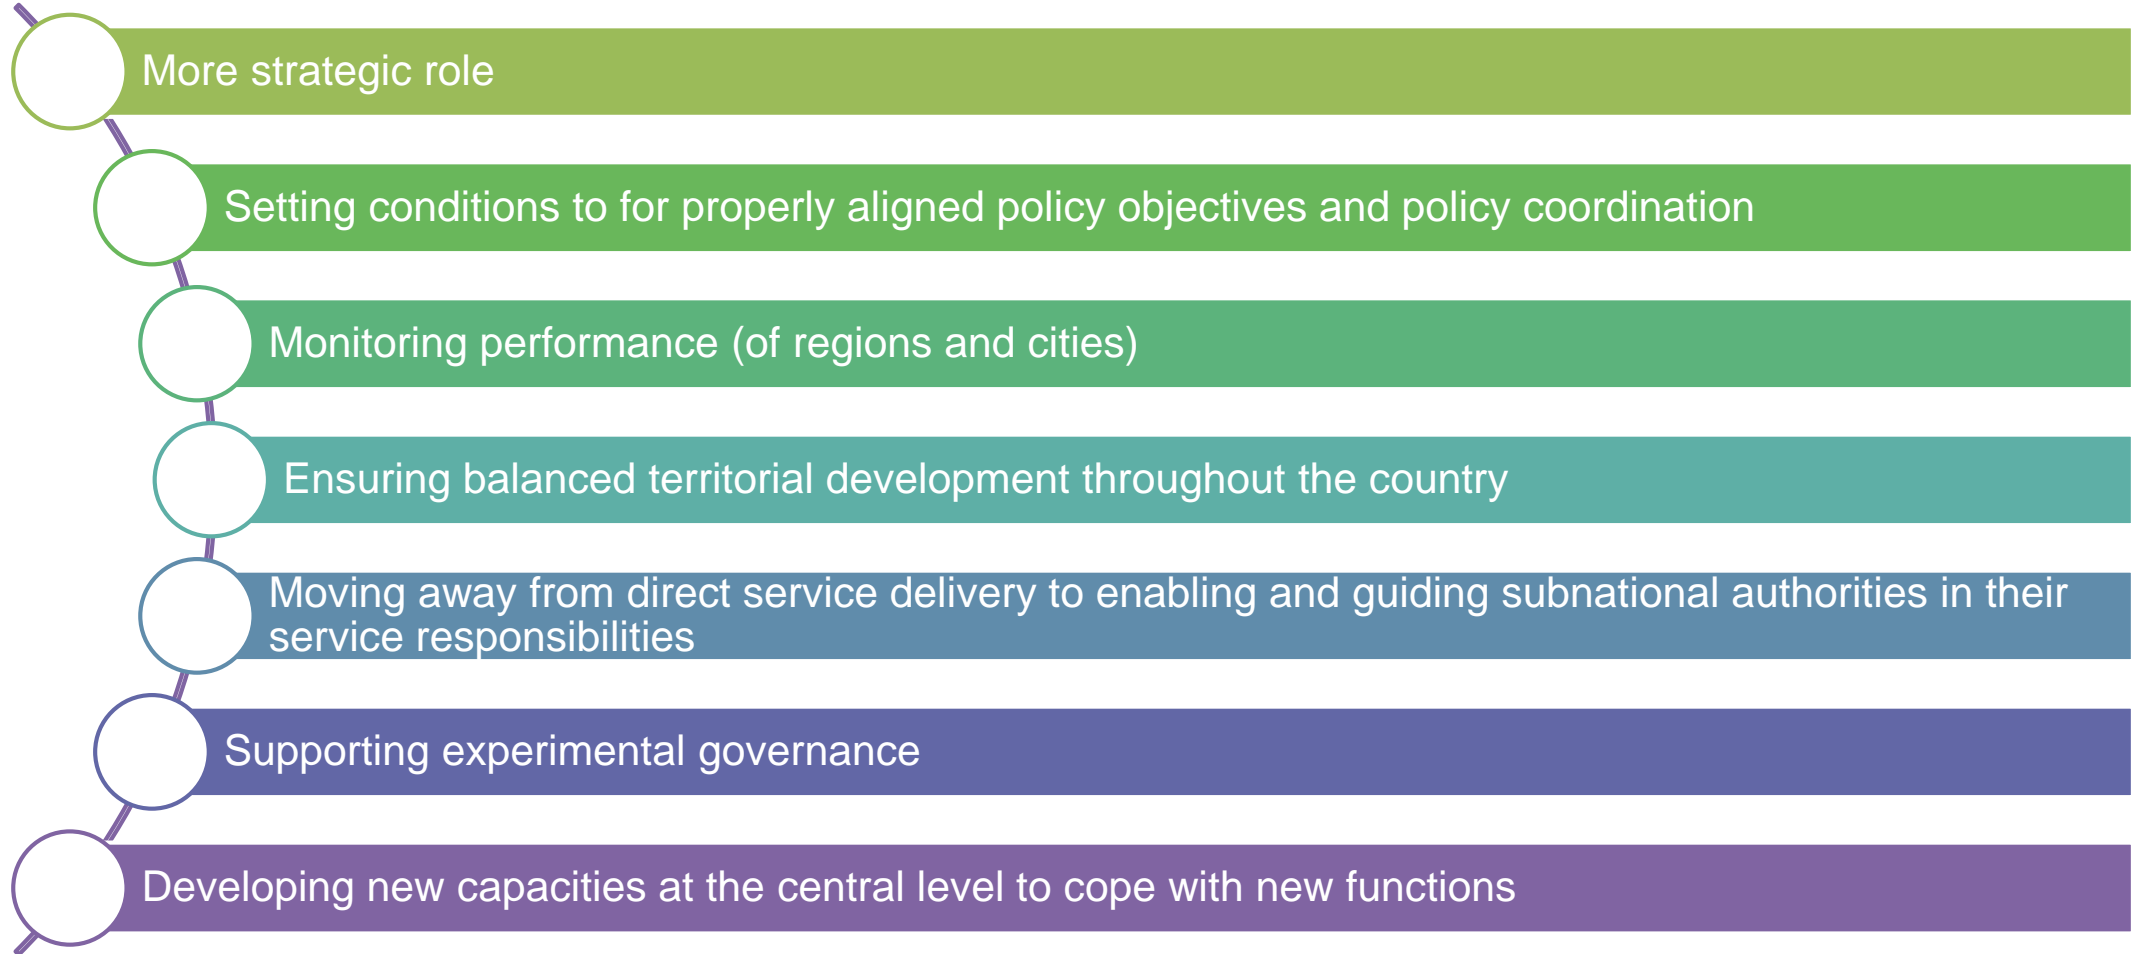 More strategic role
Setting conditions to for properly aligned policy objectives and policy coordination
Monitoring performance (of regions and cities)
Ensuring balanced territorial development throughout the country
Moving away from direct service delivery to enabling and guiding subnational authorities in their
service responsibilities
Supporting experimental governance
Developing new capacities at the central level to cope with new functions